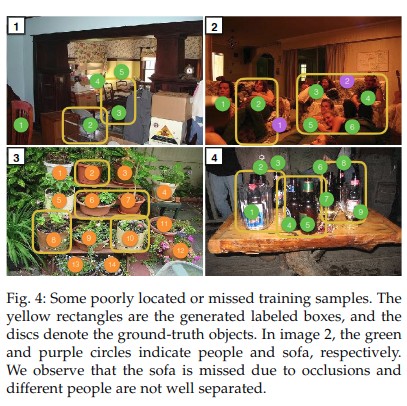 1
5
4
3
1 2
2
2
3
1 2 4
1 5 6
3
1 2 3
4
5 6 7
11
8 9 10
12
13 14
4
2 3 6 8
7
1 9
4 5
Fig. 4: Some poorly located or missed training samples. The
yellow rectangles are the generated labeled boxes, and the
discs denote the ground-truth objects. In image 2, the green
and purple circles indicate people and sofa, respectively.
We observe that the sofa is missed due to occlusions and
different people are not well separated.